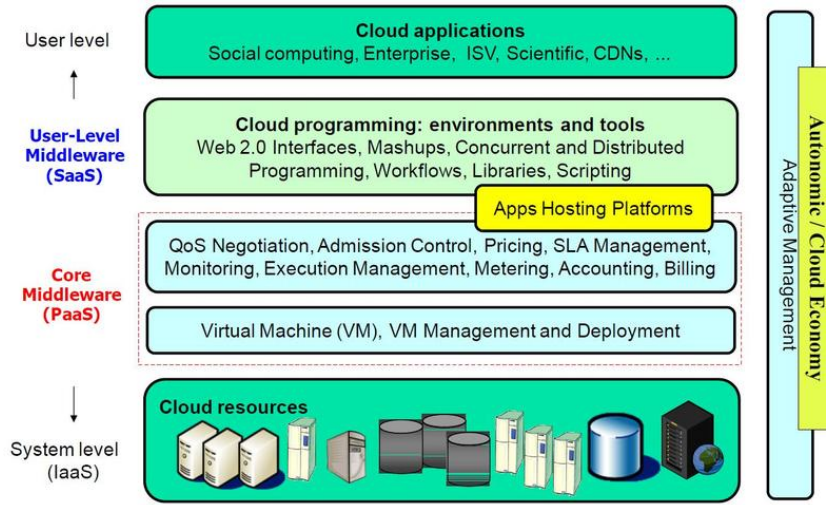 User level
Cloud applications
Social computing, Enterprise, ISV, Scientific, CDNs, ...
User-Level
Middleware
(SaaS)
Cloud programming: environments and tools
Web 2.0 Interfaces, Mashups, Concurrent and Distributed
Programming, Workflows, Libraries, Scripting
Apps Hosting Platforms
Core
Middleware
(PaaS)
QoS Negotiation, Admission Control, Pricing, SLA Management,
Monitoring, Execution Management, Metering, Accounting, Billing
Virtual Machine (VM), VM Management and Deployment
System level
(IaaS)
Cloud resources
Adaptive Management
Autonomic / Cloud Economy